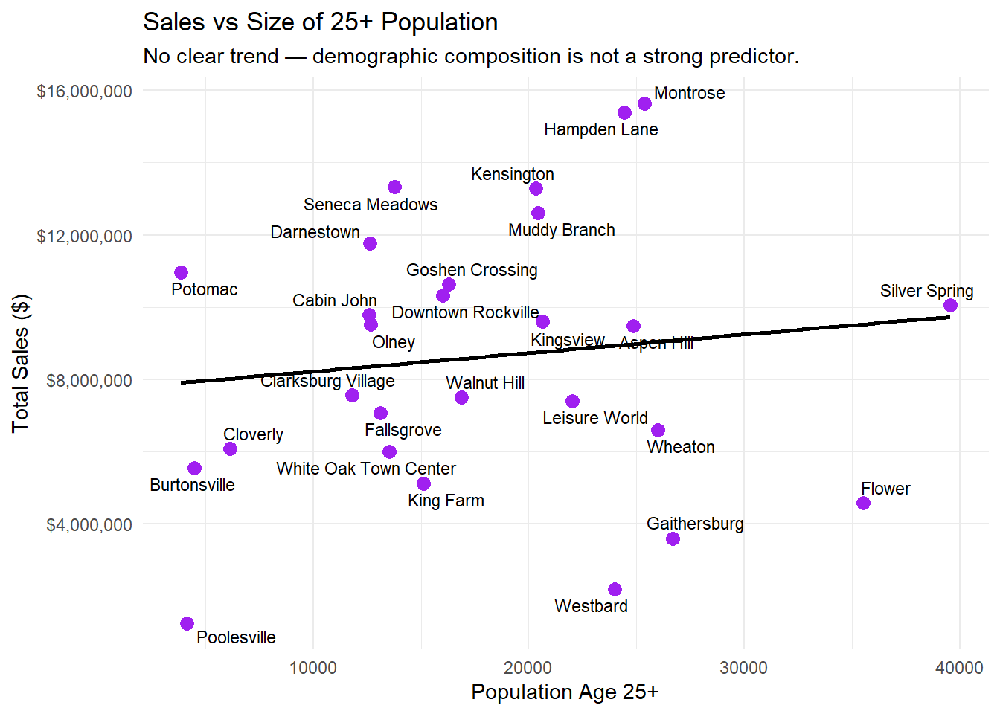 Sales vs Size of 25+ Population
No clear trend — demographic composition is not a strong predictor.
Total Sales ($)
$16,000,000
$12,000,000
$8,000,000
$4,000,000
Montrose
Hampden Lane
Kensington
Seneca Meadows
Muddy Branch
Darnestown
Goshen Crossing
Potomac
Silver Spring
Cabin John
Downtown Rockville
Kingsview
Aspen Hill
Olney
Clarksburg Village
Walnut Hill
Leisure World
Fallsgrove
Cloverly
Wheaton
White Oak Town Center
Burtonsville
Flower
King Farm
Gaithersburg
Westbard
Poolesville
10000
20000
30000
40000
Population Age 25+